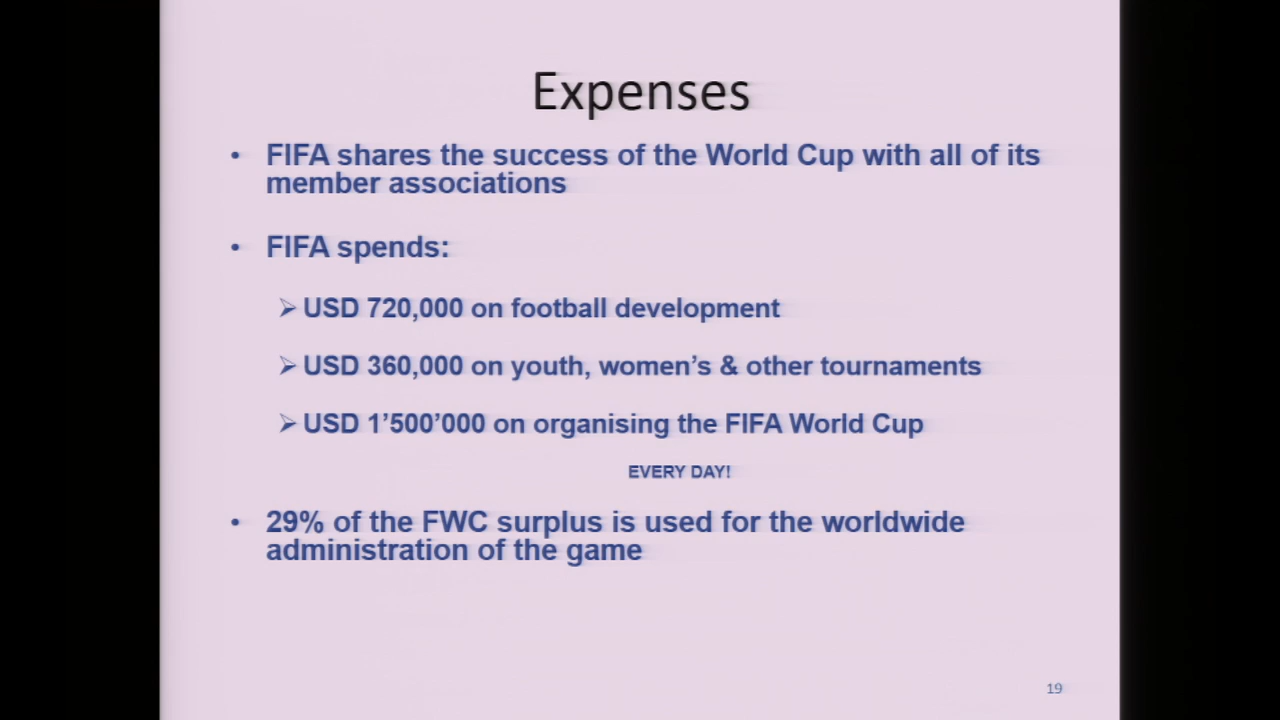 Expenses
• FIFA shares the success of the World Cup with all of its
member associations
• FIFA spends:
➢ USD 720,000 on football development
➢ USD 360,000 on youth, women’s & other tournaments
➢ USD 1’500’000 on organising the FIFA World Cup
EVERY DAY!
• 29% of the FWC surplus is used for the worldwide
administration of the game
19